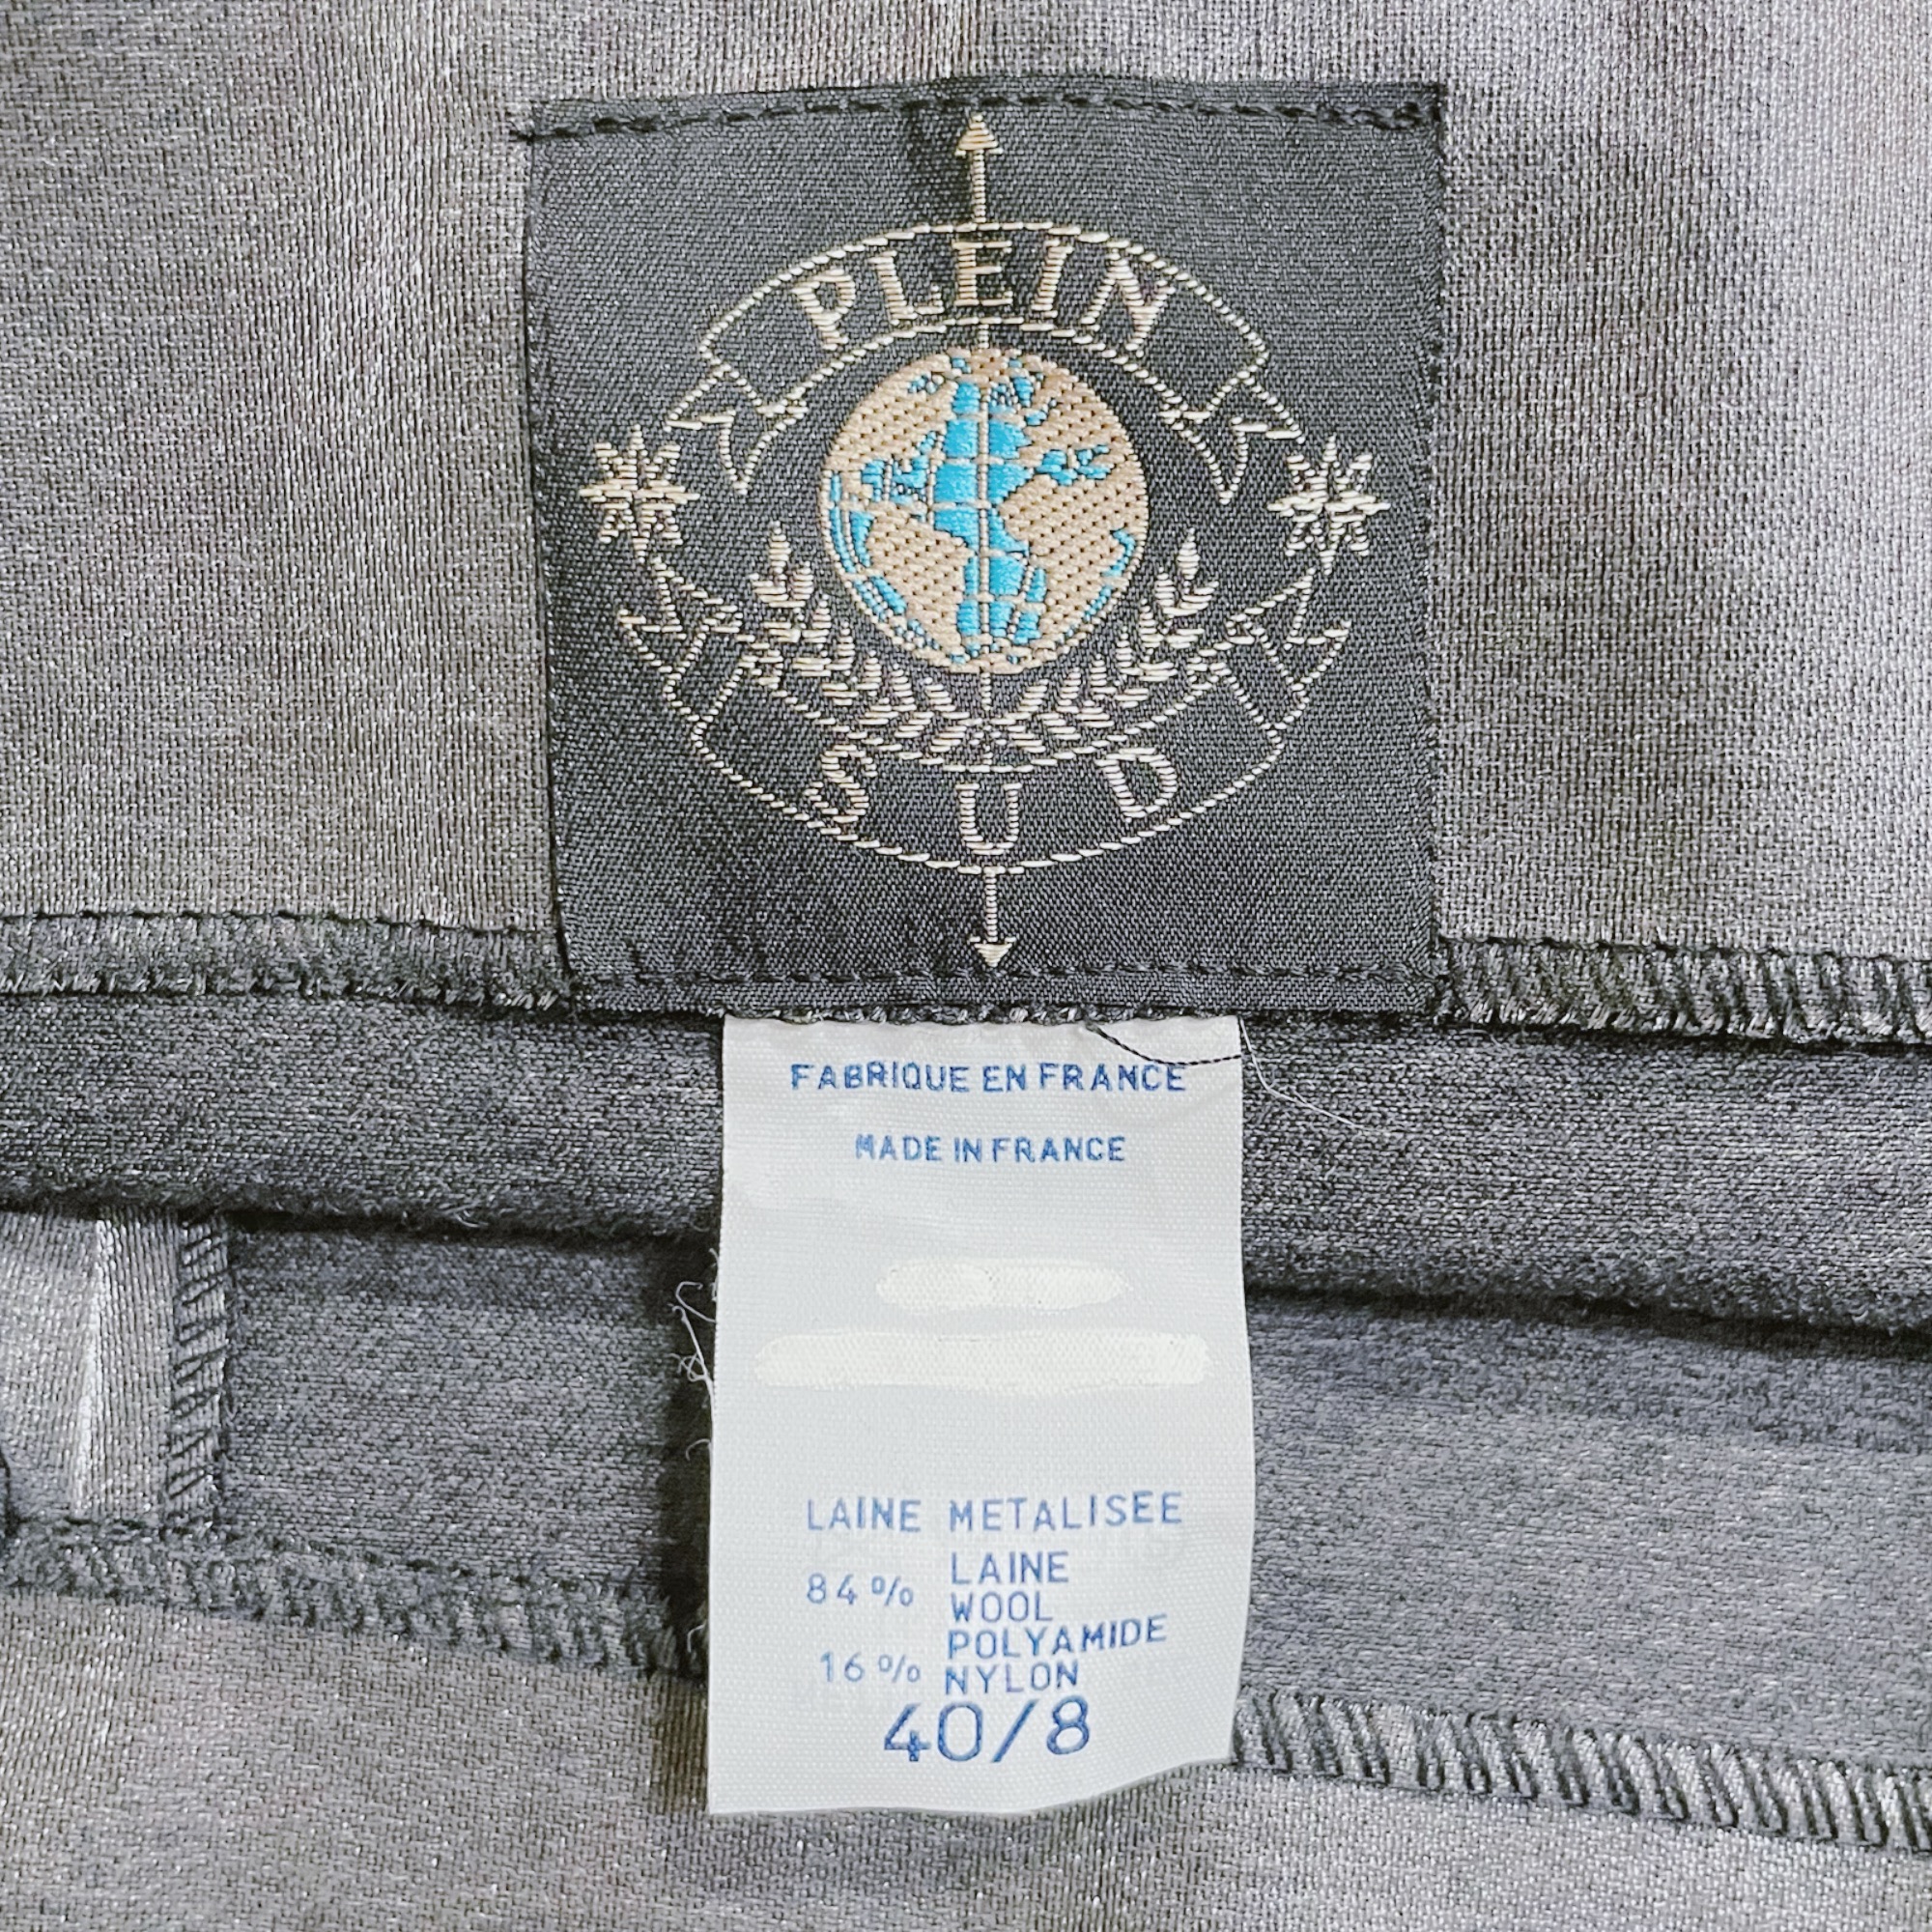 PLEIN
SUD
FABRIQUE EN FRANCE
MADE IN FRANCE
LAINE METALISEE
84% LAINE
WOOL
POLYAMIDE
16% NYLON
40/8